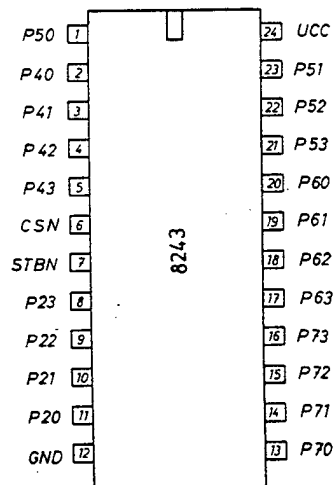 P50 1 24 UCC
P40 2 23 P51
P41 3 22 P52
P42 4 21 P53
P43 5 20 P60
CSN 6 19 P61
STBN 7 18 P62
P23 8 17 P63
P22 9 16 P73
P21 10 15 P72
P20 11 14 P71
GND 12 13 P70
8243